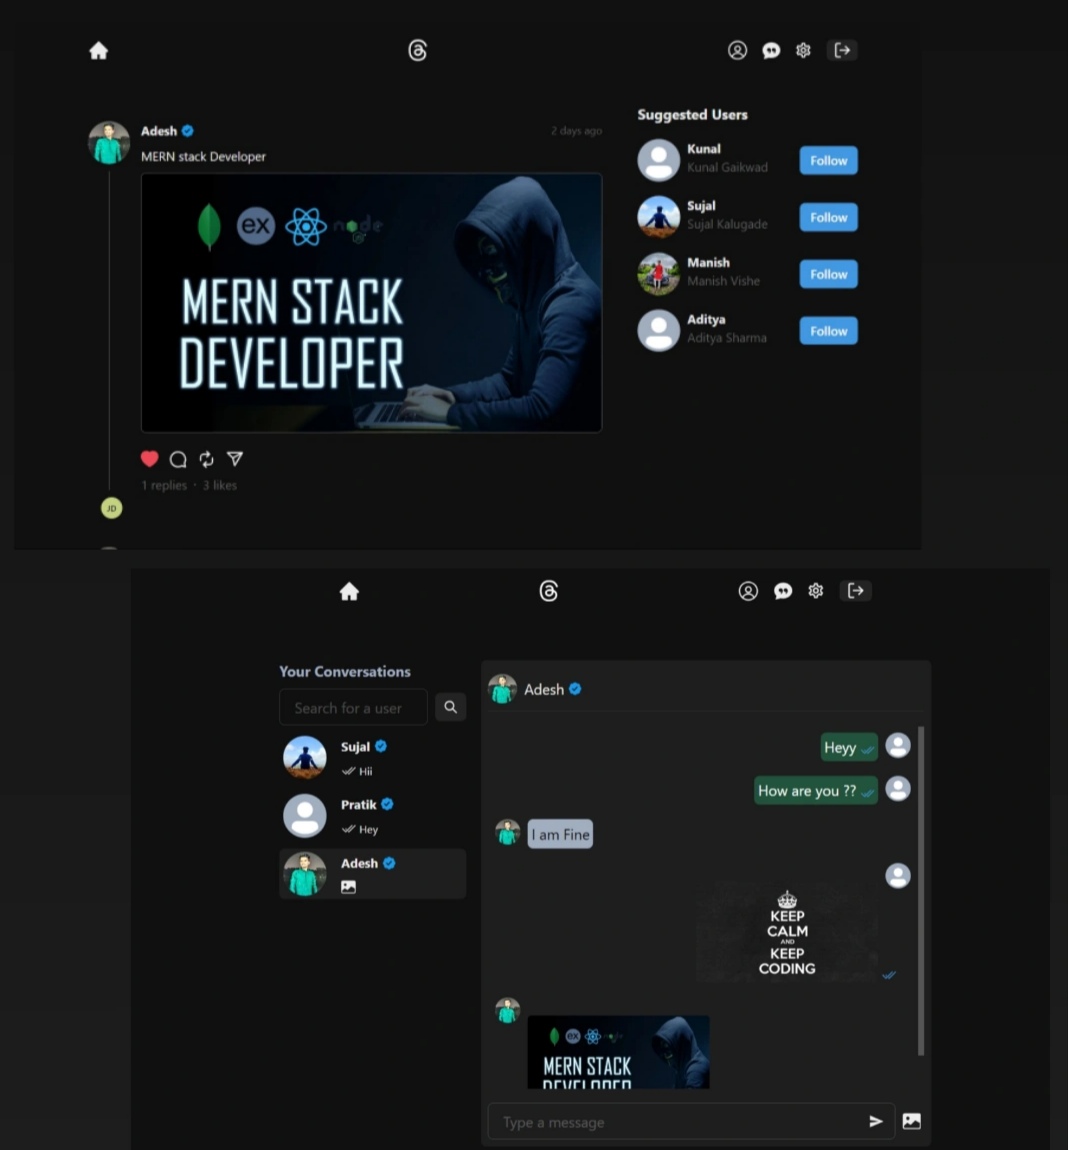 Adesh
2 days ago
MERN stack Developer
ex
node
MERN STACK
DEVELOPER
1 replies · 3 likes
JD
Suggested Users
Kunal
Kunal Gaikwad
Follow
Sujal
Sujal Kalugade
Follow
Manish
Manish Vishe
Follow
Aditya
Aditya Sharma
Follow
Your Conversations
Search for a user
Sujal
Hii
Pratik
Hey
Adesh
Adesh
Heyy
How are you ??
I am Fine
KEEP
CALM
AND
KEEP
CODING
ex
node
MERN STACK
DEVELOPER
Type a message